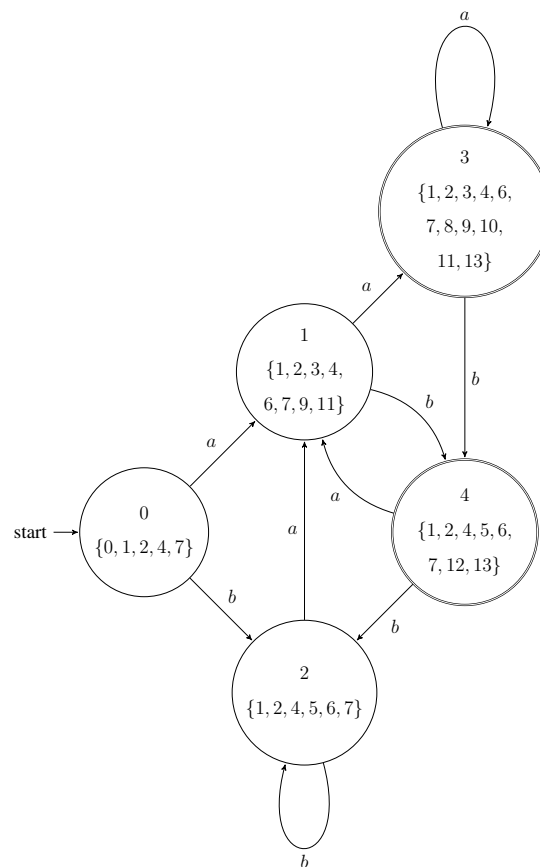 a
3
{1, 2, 3, 4, 6,
7, 8, 9, 10,
11, 13}
a
1
{1, 2, 3, 4,
6, 7, 9, 11}
b
b
a
4
{1, 2, 4, 5, 6,
7, 12, 13}
a
0
{0, 1, 2, 4, 7}
start
a
b
b
2
{1, 2, 4, 5, 6, 7}
b